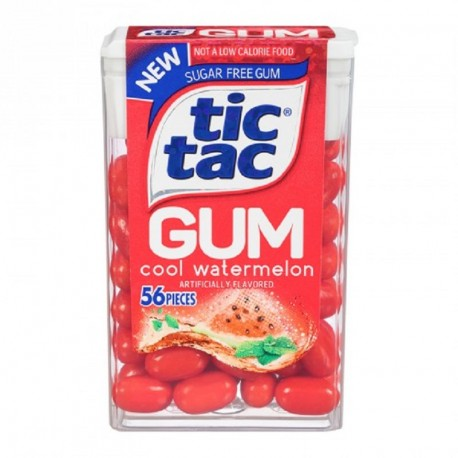 NEW
NOT A LOW CALORIE FOOD
SUGAR FREE GUM
tic®
tac
GUM
cool watermelon
ARTIFICIALLY FLAVORED
56 PIECES